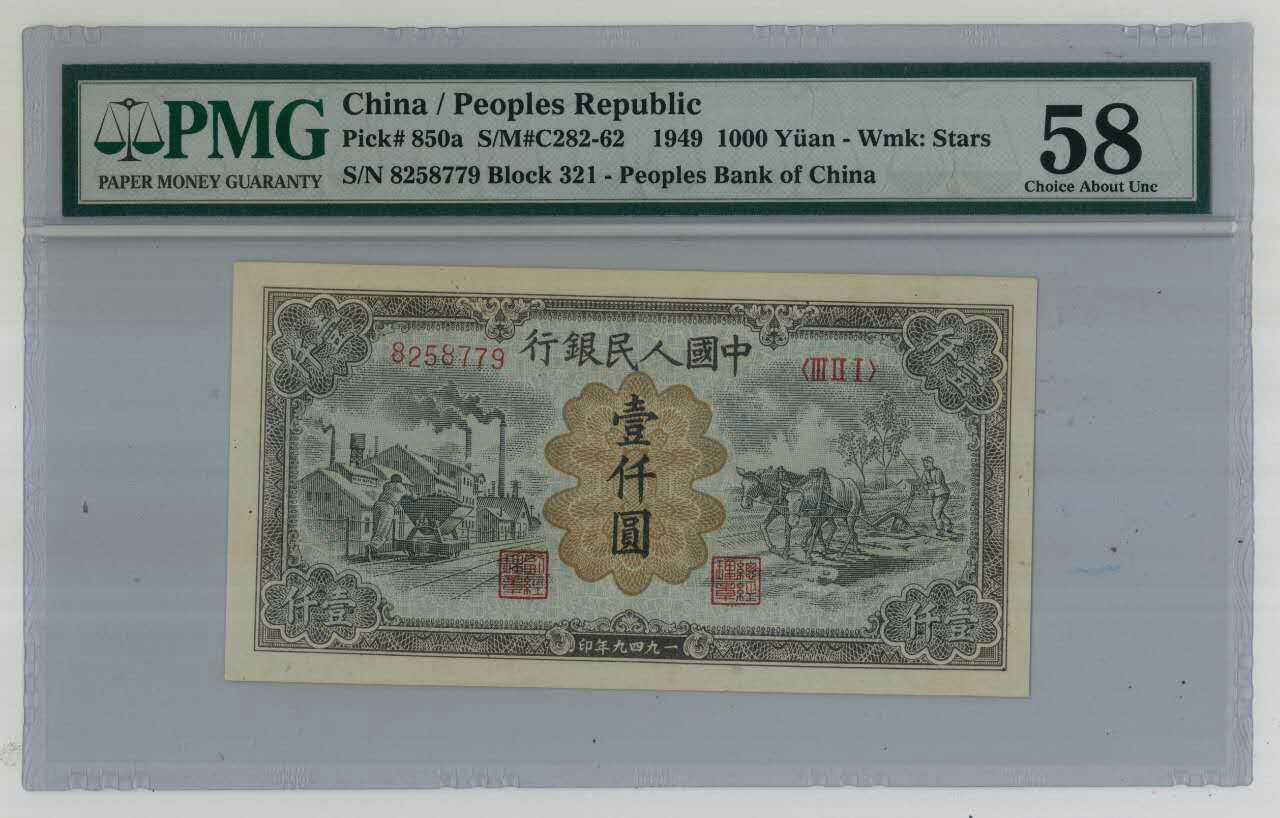 PMG
PAPER MONEY GUARANTY
China / Peoples Republic
Pick# 850a S/M#C282-62 1949 1000 Yüan - Wmk: Stars
S/N 8258779 Block 321 - Peoples Bank of China
58
Choice About Unc
行銀民人國中
8258779
〈III II I〉
壹仟圓
仟壹
仟壹
印年九四九一